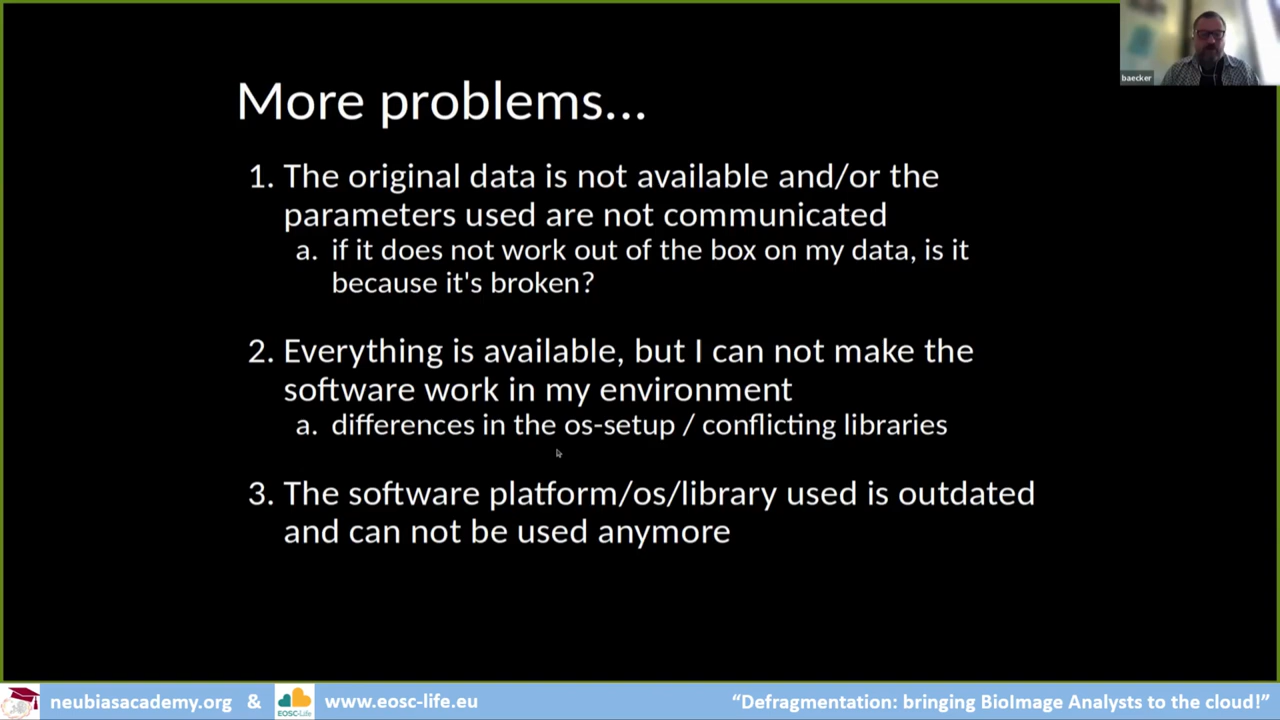 baecker
More problems...
1. The original data is not available and/or the
parameters used are not communicated
a. if it does not work out of the box on my data, is it
because it's broken?
2. Everything is available, but I can not make the
software work in my environment
a. differences in the os-setup / conflicting libraries
3. The software platform/os/library used is outdated
and can not be used anymore
neubiasacademy.org & EOSC-Life www.eosc-life.eu “Defragmentation: bringing BioImage Analysts to the cloud!”